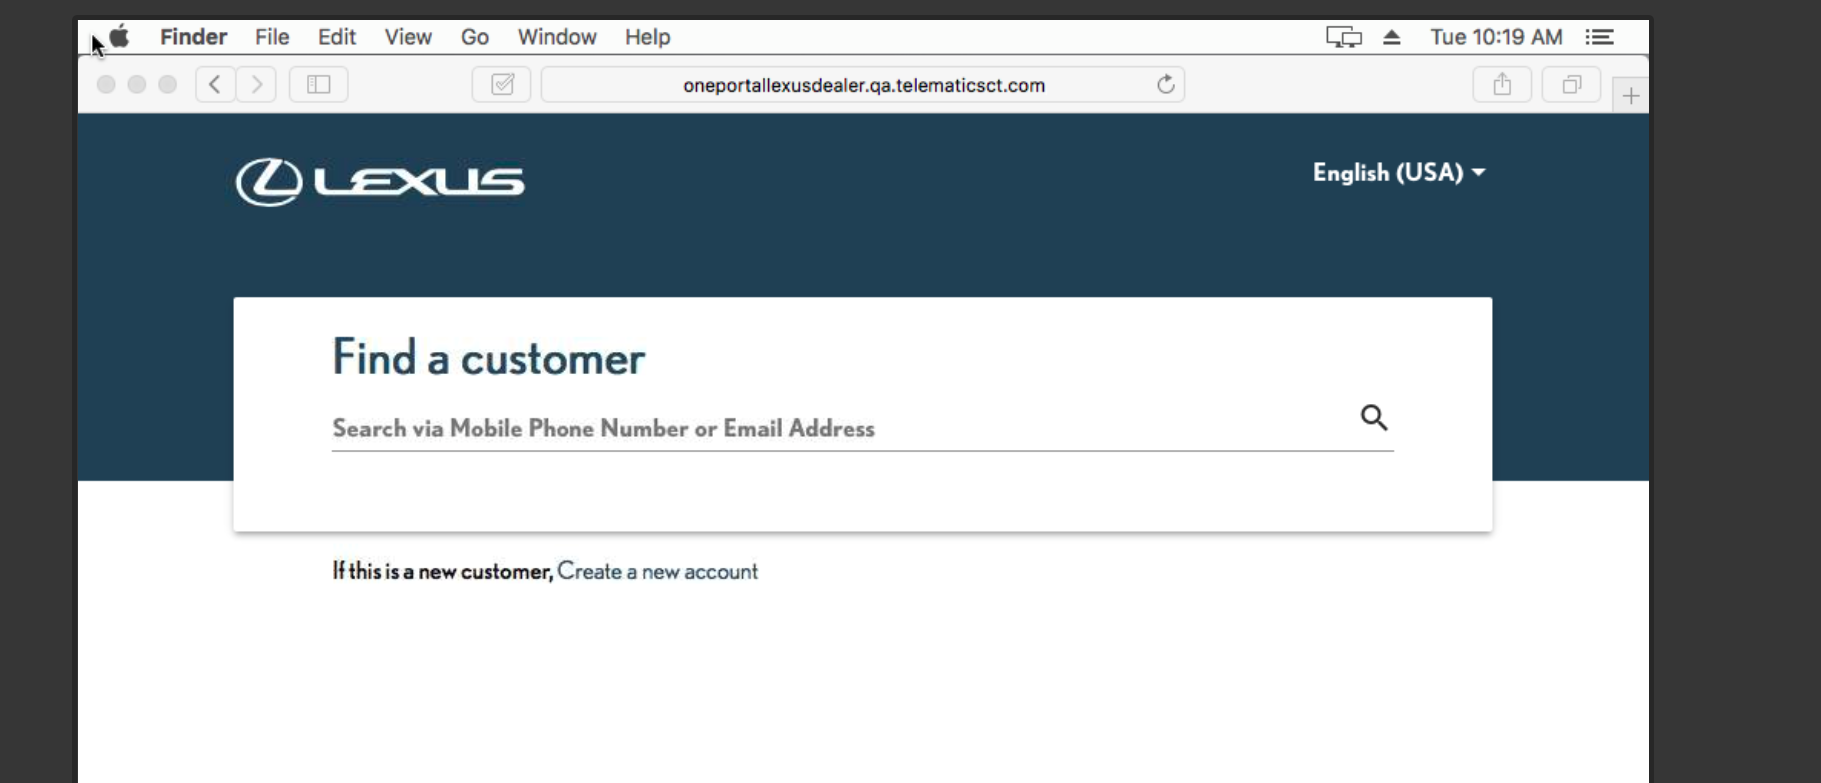 Finder File Edit View Go Window Help Tue 10:19 AM
oneportallexusdealer.qa.telematicsct.com
LEXUS English (USA)
Find a customer
Search via Mobile Phone Number or Email Address
If this is a new customer, Create a new account